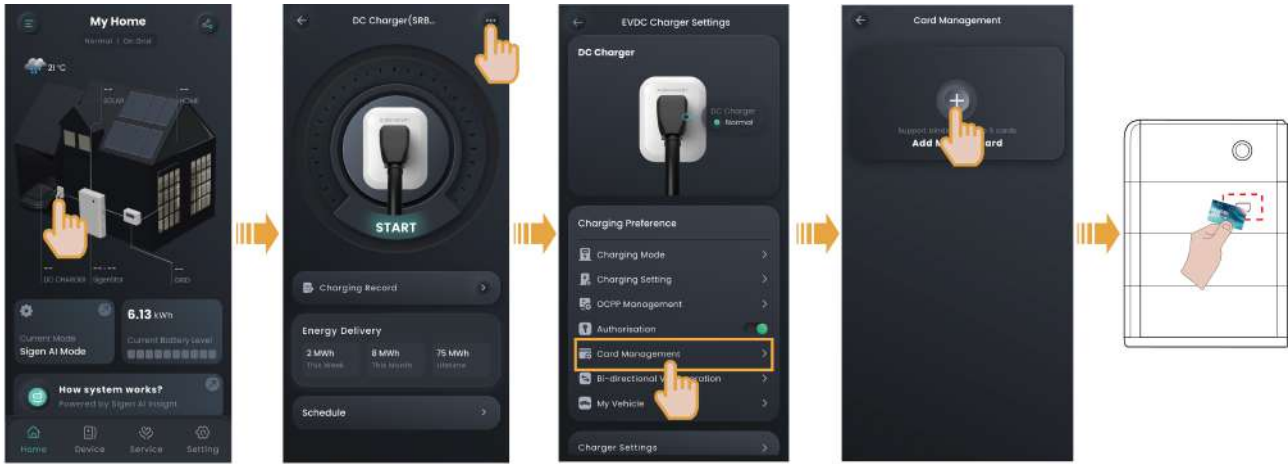 My Home
Normal | On Grid
21 °C
--
SOLAR
--
HOME
--
DC CHARGER
-- --
SigenStor
--
GRID
Current Mode
Sigen AI Mode
6.13 kWh
Current Battery Level
How system works?
Powered by Sigen AI Insight
Home
Device
Service
Setting
DC Charger(SRB...
START
Charging Record
Energy Delivery
2 MWh
8 MWh
75 MWh
This Week
This Month
Lifetime
Schedule
EVDC Charger Settings
DC Charger
DC Charger
Normal
Charging Preference
Charging Mode
Charging Setting
OCPP Management
Authorisation
Card Management
Bi-directional
My Vehicle
Charger Settings
Card Management
Support
cards
Add